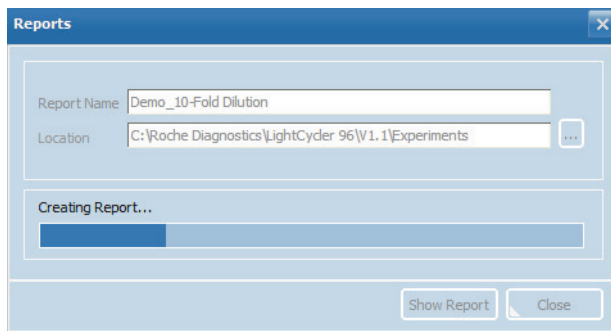 Reports
Report Name Demo_10-Fold Dilution
Location C:\Roche Diagnostics\LightCycler 96\V1.1\Experiments ...
Creating Report...
Show Report Close